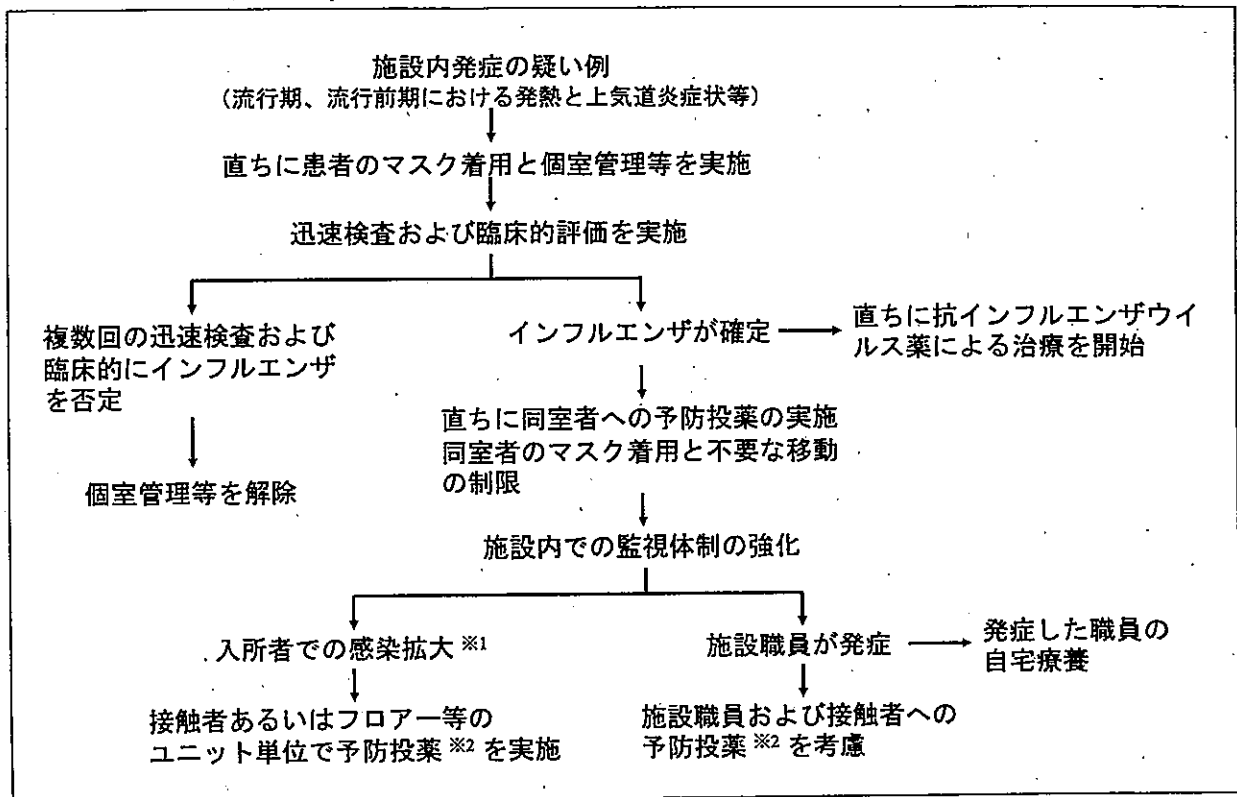 施設内発症の疑い例
（流行期、流行前期における発熱と上気道炎症状等）
直ちに患者のマスク着用と個室管理等を実施
迅速検査および臨床的評価を実施
複数回の迅速検査および
臨床的にインフルエンザ
を否定
個室管理等を解除
インフルエンザが確定
直ちに抗インフルエンザウイ
ルス薬による治療を開始
直ちに同室者への予防投薬の実施
同室者のマスク着用と不要な移動
の制限
施設内での監視体制の強化
入所者での感染拡大 ※1
接触者あるいはフロアー等の
ユニット単位で予防投薬 ※2 を実施
施設職員が発症
発症した職員の
自宅療養
施設職員および接触者への
予防投薬 ※2 を考慮